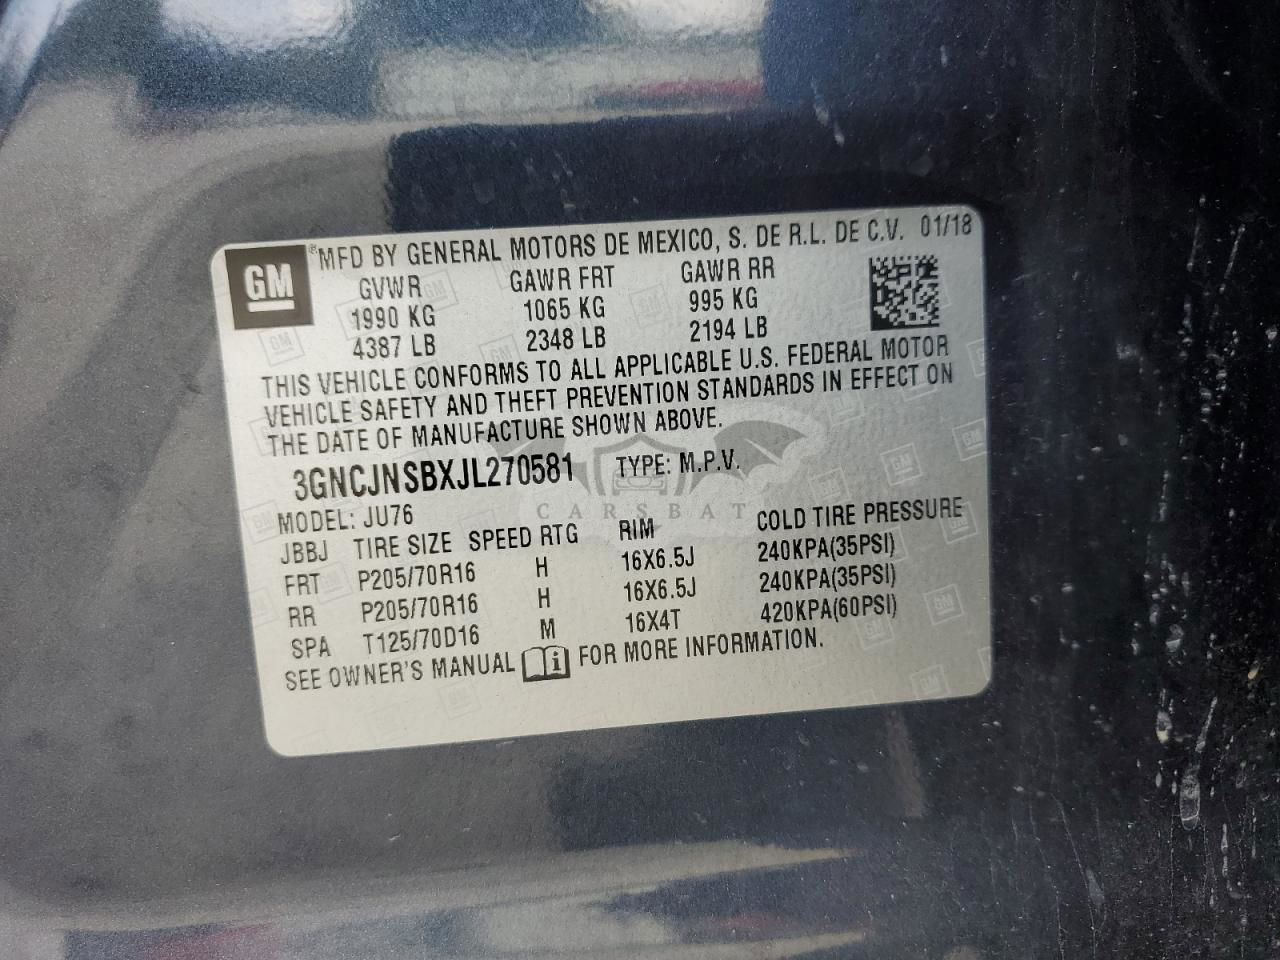 GM ® MFD BY GENERAL MOTORS DE MEXICO, S. DE R.L. DE C.V. 01/18
GVWR GAWR FRT GAWR RR
1990 KG 1065 KG 995 KG
4387 LB 2348 LB 2194 LB
THIS VEHICLE CONFORMS TO ALL APPLICABLE U.S. FEDERAL MOTOR
VEHICLE SAFETY AND THEFT PREVENTION STANDARDS IN EFFECT ON
THE DATE OF MANUFACTURE SHOWN ABOVE.
3GNCJNSBXJL270581 TYPE: M.P.V.
CARSBAT
MODEL: JU76
JBBJ TIRE SIZE SPEED RTG RIM COLD TIRE PRESSURE
FRT P205/70R16 H 16X6.5J 240KPA(35PSI)
RR P205/70R16 H 16X6.5J 240KPA(35PSI)
SPA T125/70D16 M 16X4T 420KPA(60PSI)
SEE OWNER'S MANUAL i FOR MORE INFORMATION.